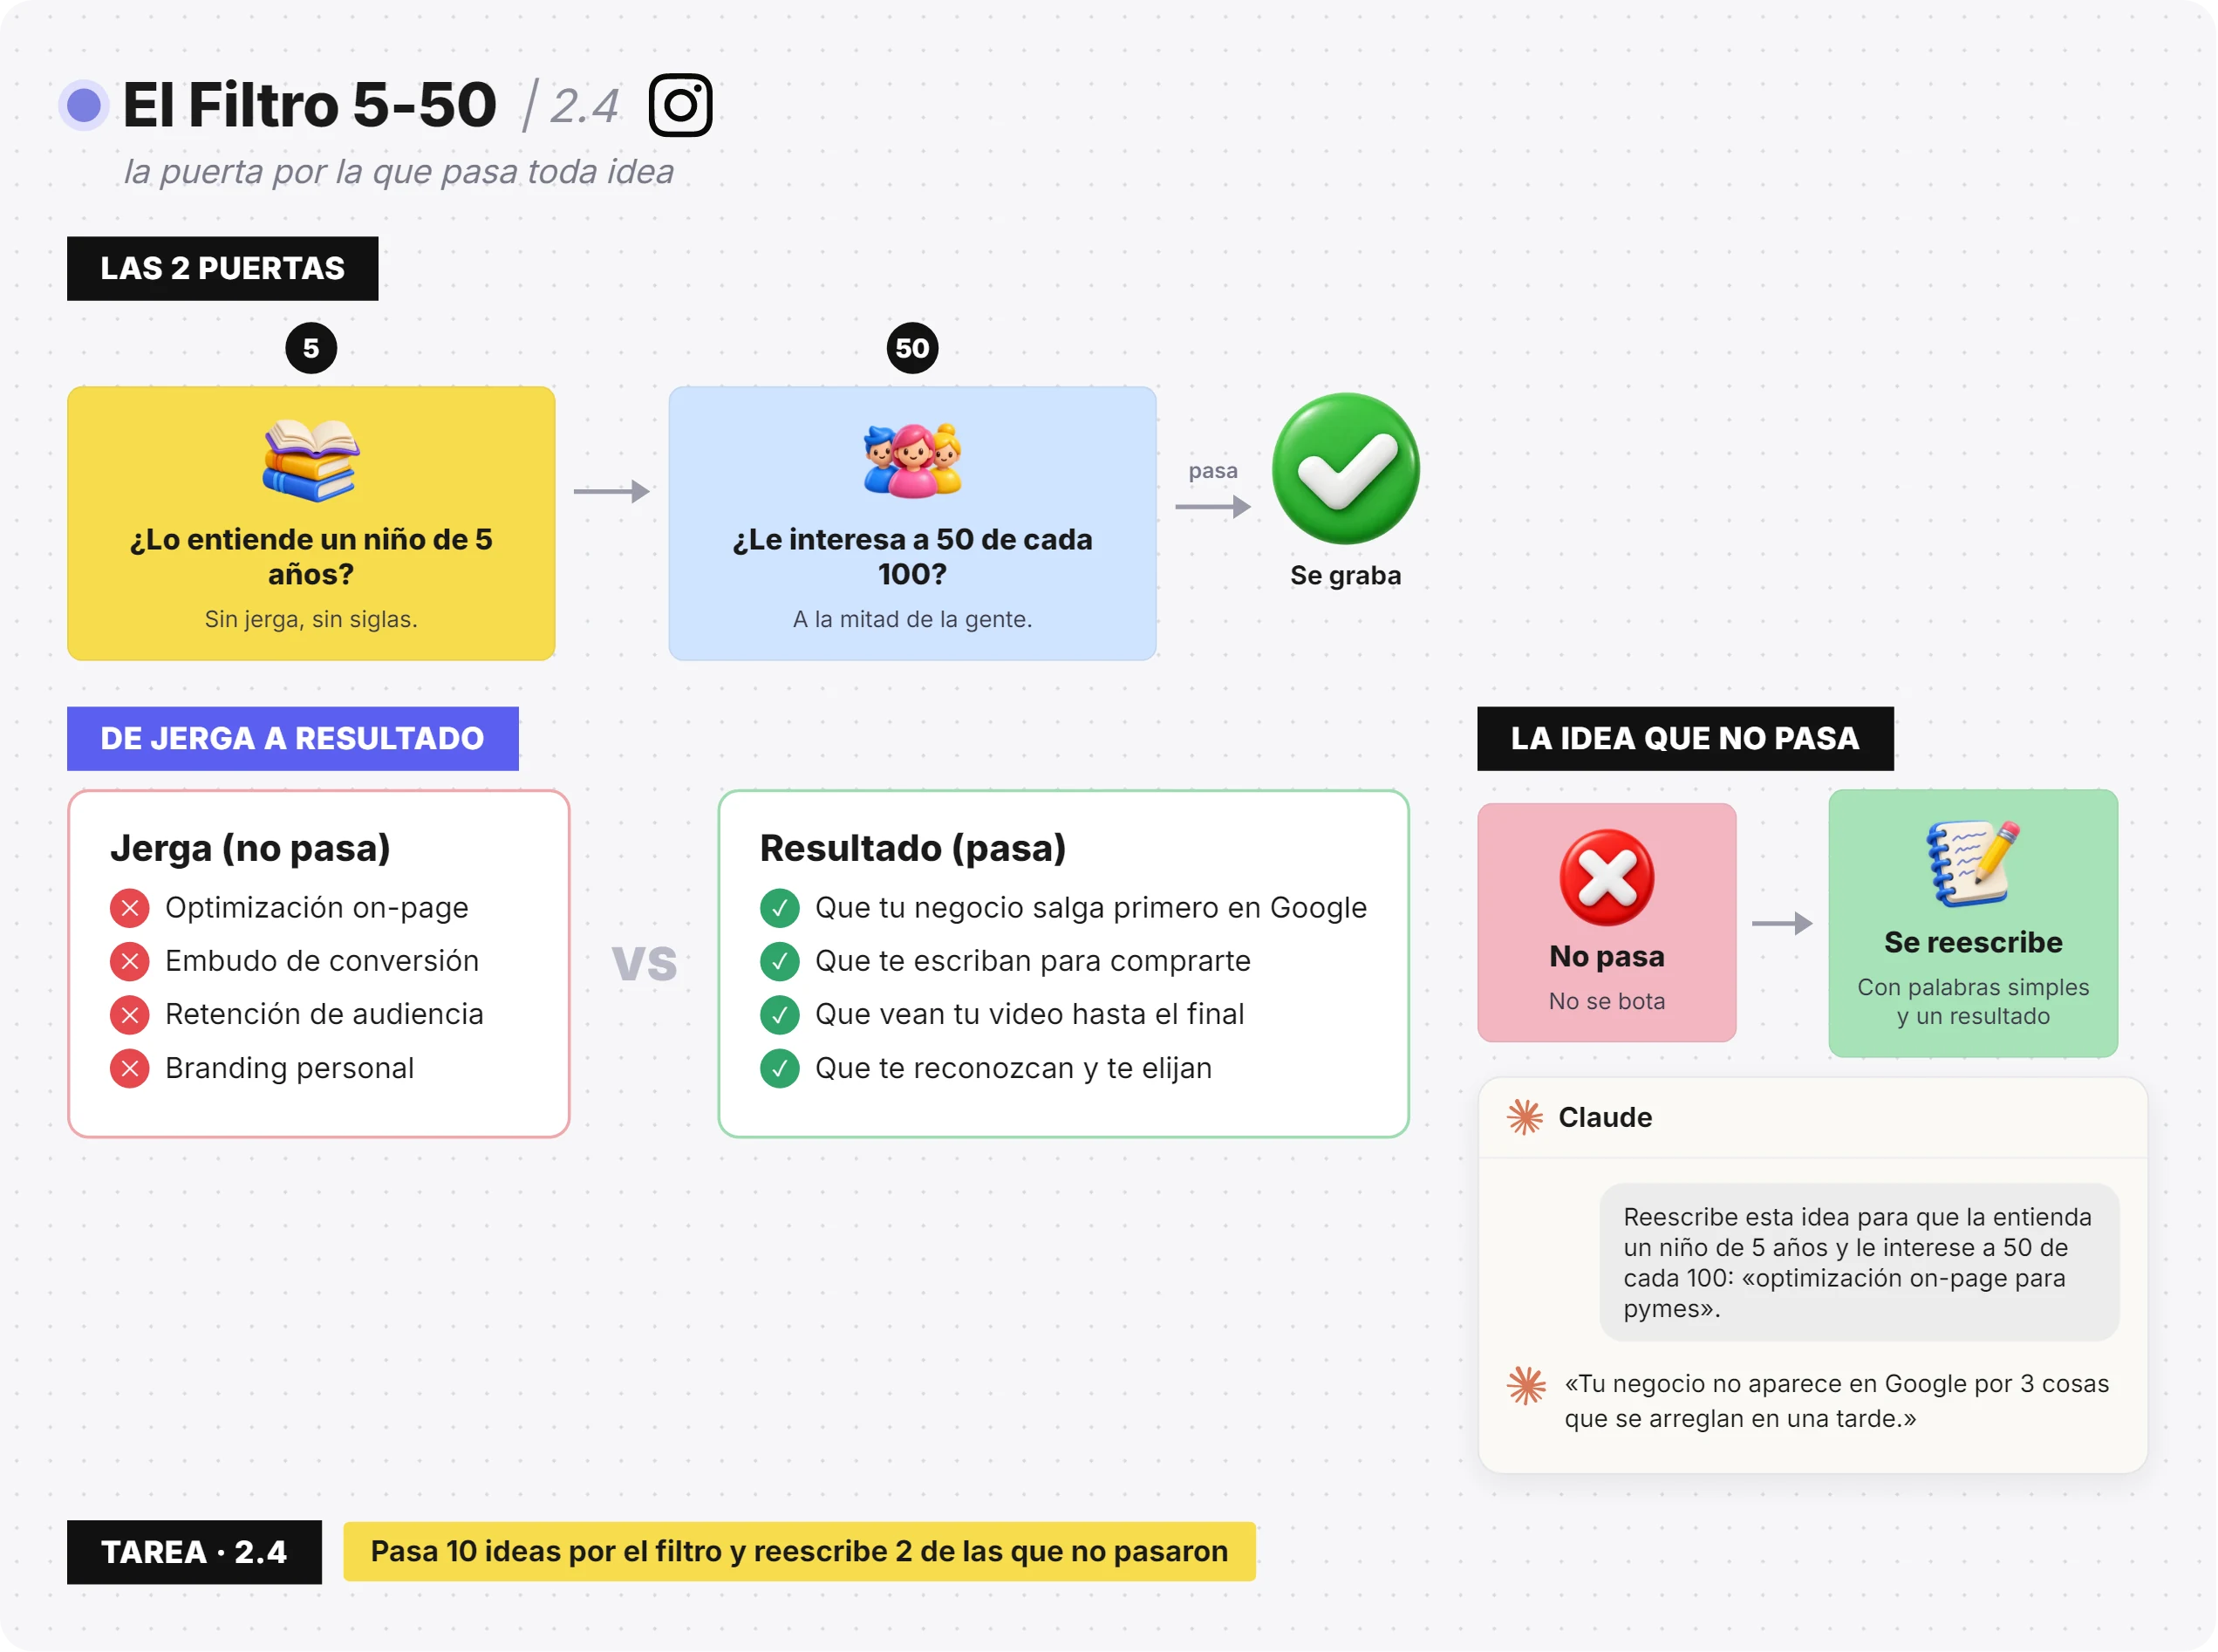 El Filtro 5-50 / 2.4
la puerta por la que pasa toda idea
LAS 2 PUERTAS
5
¿Lo entiende un niño de 5
años?
Sin jerga, sin siglas.
50
¿Le interesa a 50 de cada
100?
A la mitad de la gente.
pasa
Se graba
DE JERGA A RESULTADO
Jerga (no pasa)
Optimización on-page
Embudo de conversión
Retención de audiencia
Branding personal
vs
Resultado (pasa)
Que tu negocio salga primero en Google
Que te escriban para comprarte
Que vean tu video hasta el final
Que te reconozcan y te elijan
LA IDEA QUE NO PASA
No pasa
No se bota
Se reescribe
Con palabras simples
y un resultado
Claude
Reescribe esta idea para que la entienda
un niño de 5 años y le interese a 50 de
cada 100: «optimización on-page para
pymes».
«Tu negocio no aparece en Google por 3 cosas
que se arreglan en una tarde.»
TAREA · 2.4
Pasa 10 ideas por el filtro y reescribe 2 de las que no pasaron